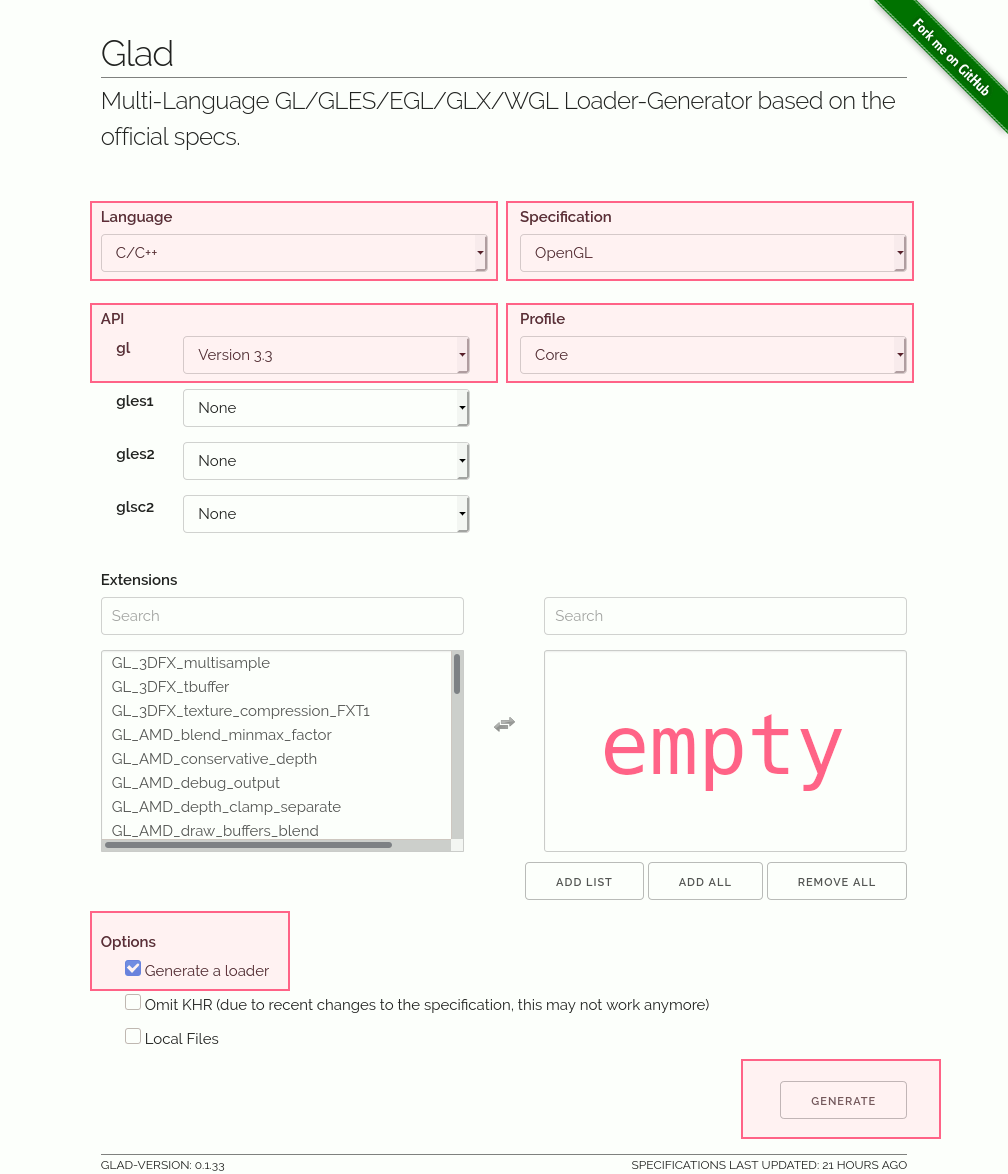 Fork me on GitHub
Glad
Multi-Language GL/GLES/EGL/GLX/WGL Loader-Generator based on the
official specs.
Language
Specification
C/C++
OpenGL
API
Profile
gl
Version 3.3
Core
gles1
None
gles2
None
glsc2
None
Extensions
Search
Search
GL_3DFX_multisample
GL_3DFX_tbuffer
GL_3DFX_texture_compression_FXT1
GL_AMD_blend_minmax_factor
GL_AMD_conservative_depth
GL_AMD_debug_output
GL_AMD_depth_clamp_separate
GL_AMD_draw_buffers_blend
empty
ADD LIST
ADD ALL
REMOVE ALL
Options
Generate a loader
Omit KHR (due to recent changes to the specification, this may not work anymore)
Local Files
GENERATE
GLAD-VERSION: 0.1.33
SPECIFICATIONS LAST UPDATED: 21 HOURS AGO